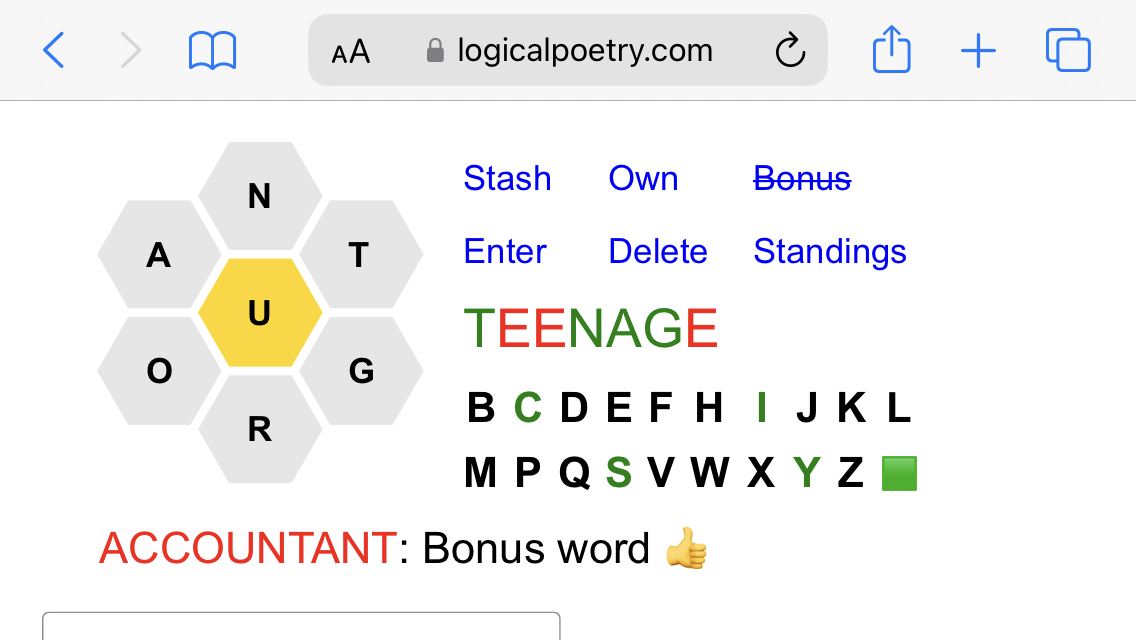 AA logicalpoetry.com
N
A T
U
O G
R
Stash Own Bonus
Enter Delete Standings
TEENAGE
B C D E F H I J K L
M P Q S V W X Y Z
ACCOUNTANT: Bonus word 👍